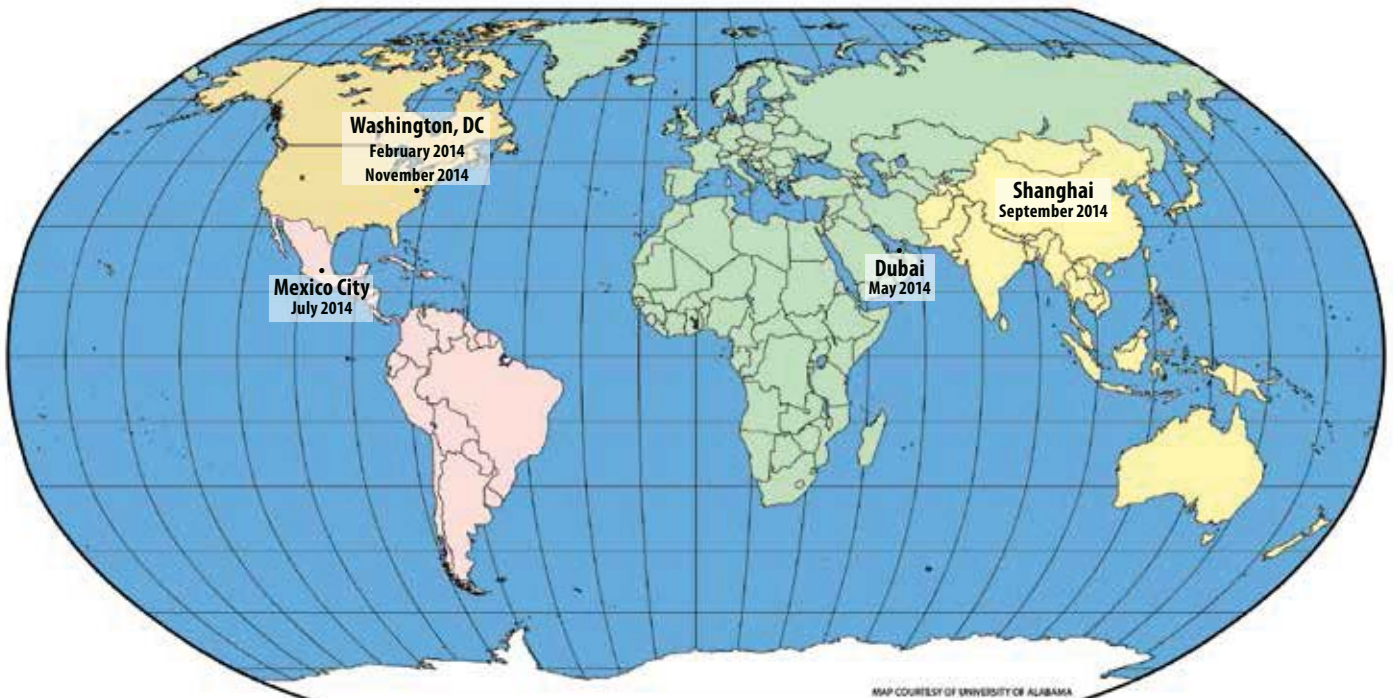 Washington, DC
February 2014
November 2014
Shanghai
September 2014
Dubai
May 2014
Mexico City
July 2014
MAP COURTESY OF UNIVERSITY OF ALABAMA